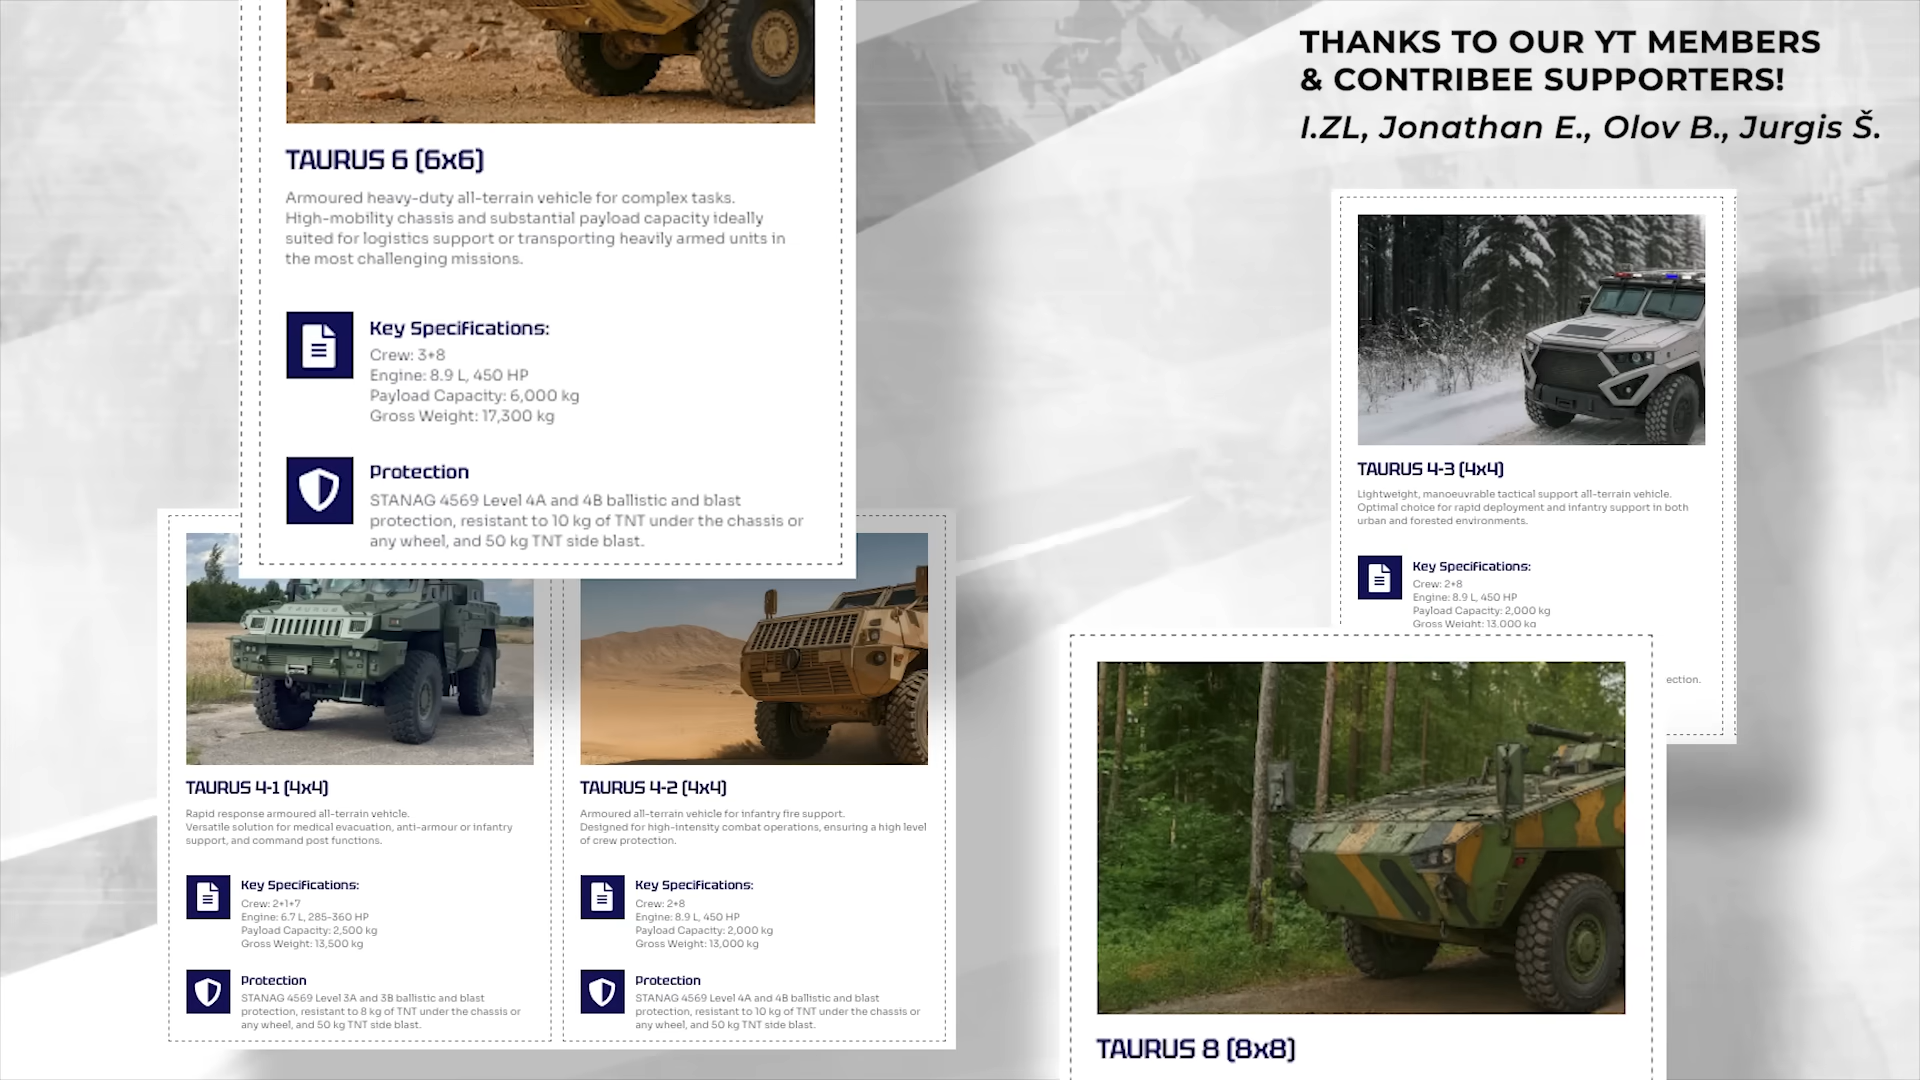 THANKS TO OUR YT MEMBERS
& CONTRIBEE SUPPORTERS!
I.ZL, Jonathan E., Olov B., Jurgis Š.
TAURUS 6 (6x6)
Armoured heavy-duty all-terrain vehicle for complex tasks.
High-mobility chassis and substantial payload capacity ideally
suited for logistics support or transporting heavily armed units in
the most challenging missions.
Key Specifications:
Crew: 3+8
Engine: 8.9 L, 450 HP
Payload Capacity: 6,000 kg
Gross Weight: 17,300 kg
Protection
STANAG 4569 Level 4A and 4B ballistic and blast
protection, resistant to 10 kg of TNT under the chassis or
any wheel, and 50 kg TNT side blast.
TAURUS 4-3 (4x4)
Lightweight, manoeuvrable tactical support all-terrain vehicle.
Optimal choice for rapid deployment and infantry support in both
urban and forested environments.
Key Specifications:
Crew: 2+8
Engine: 8.9 L, 450 HP
Payload Capacity: 2,000 kg
Gross Weight: 13,000 kg
ection.
TAURUS
TAURUS 4-1 (4x4)
Rapid response armoured all-terrain vehicle.
Versatile solution for medical evacuation, anti-armour or infantry
support, and command post functions.
Key Specifications:
Crew: 2+1+7
Engine: 6.7 L, 285-360 HP
Payload Capacity: 2,500 kg
Gross Weight: 13,500 kg
Protection
STANAG 4569 Level 3A and 3B ballistic and blast
protection, resistant to 8 kg of TNT under the chassis or
any wheel, and 50 kg TNT side blast.
TAURUS 4-2 (4x4)
Armoured all-terrain vehicle for infantry fire support.
Designed for high-intensity combat operations, ensuring a high level
of crew protection.
Key Specifications:
Crew: 2+8
Engine: 8.9 L, 450 HP
Payload Capacity: 2,000 kg
Gross Weight: 13,000 kg
Protection
STANAG 4569 Level 4A and 4B ballistic and blast
protection, resistant to 10 kg of TNT under the chassis or
any wheel, and 50 kg TNT side blast.
TAURUS 8 (8x8)